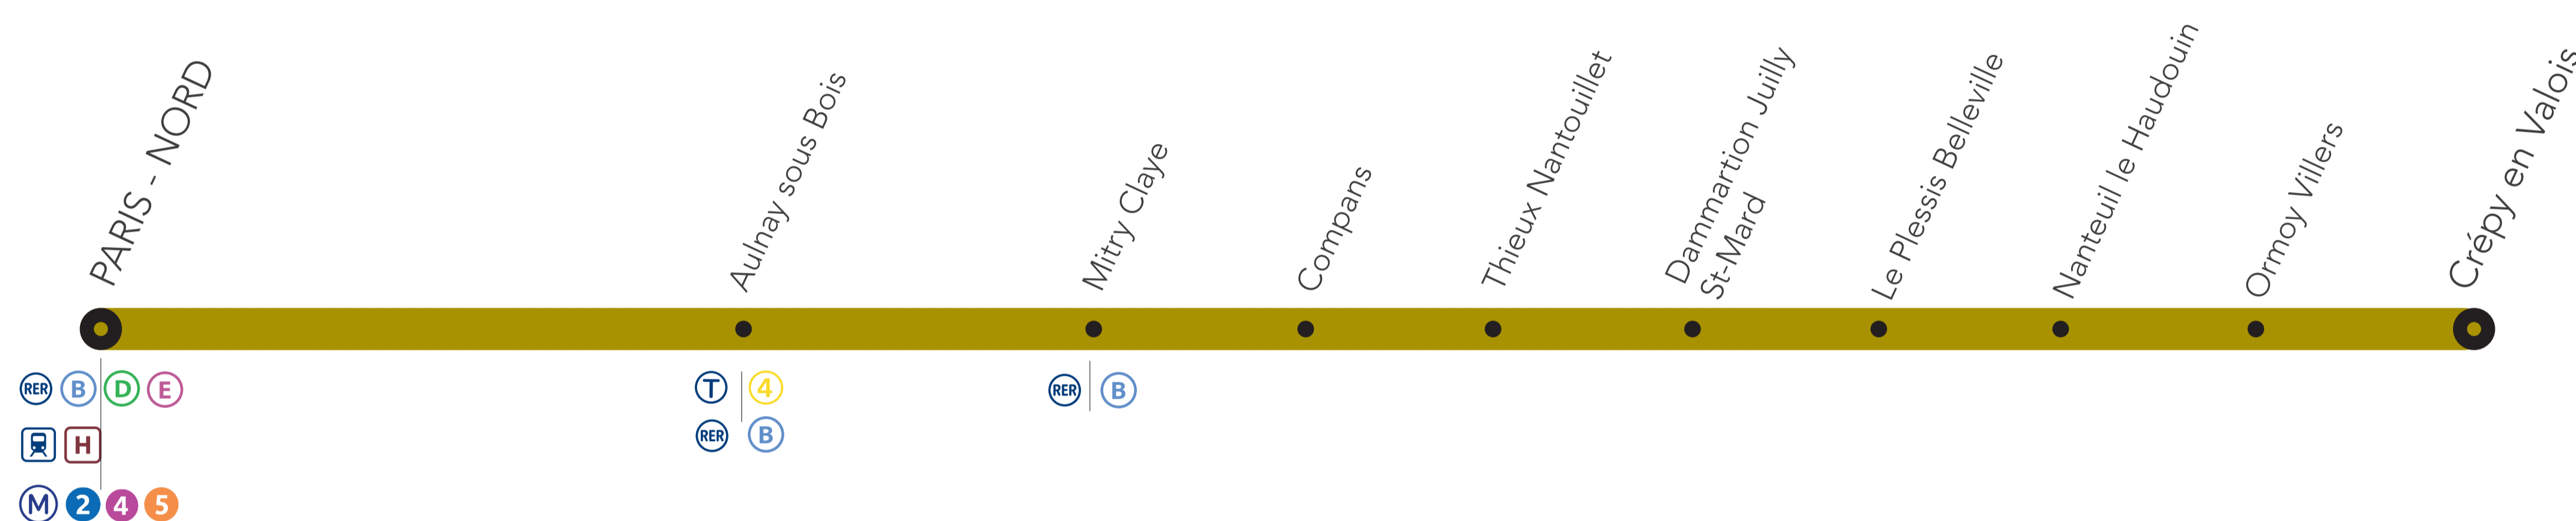 PARIS - NORD
Aulnay sous Bois
Mitry Claye
Compans
Thieux Nantouillet
Dammartion Juilly
St-Mard
Le Plessis Belleville
Nanteuil le Haudouin
Ormoy Villers
Crépy en Valois
RER B D E
H
M 2 4 5
T 4
RER B
RER B